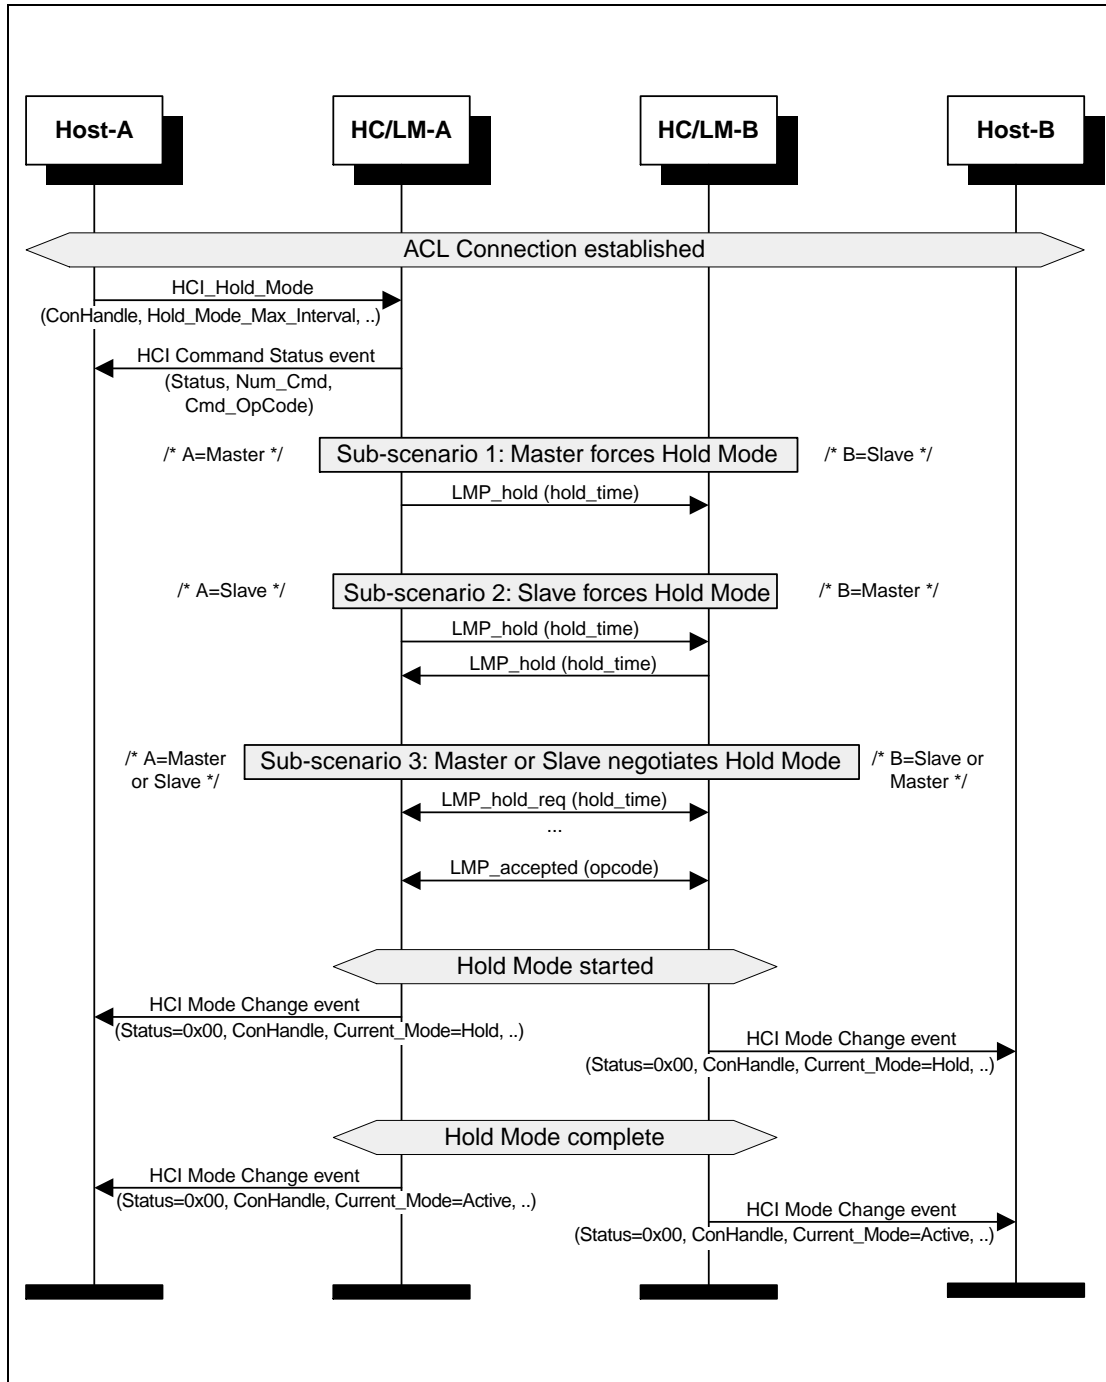 Host-A
HC/LM-A
HC/LM-B
Host-B
ACL Connection established
HCI_Hold_Mode
(ConHandle, Hold_Mode_Max_Interval, ..)
HCI Command Status event
(Status, Num_Cmd,
Cmd_OpCode)
/* A=Master */
Sub-scenario 1: Master forces Hold Mode
/* B=Slave */
LMP_hold (hold_time)
/* A=Slave */
Sub-scenario 2: Slave forces Hold Mode
/* B=Master */
LMP_hold (hold_time)
LMP_hold (hold_time)
/* A=Master
or Slave */
Sub-scenario 3: Master or Slave negotiates Hold Mode
/* B=Slave or
Master */
LMP_hold_req (hold_time)
...
LMP_accepted (opcode)
Hold Mode started
HCI Mode Change event
(Status=0x00, ConHandle, Current_Mode=Hold, ..)
HCI Mode Change event
(Status=0x00, ConHandle, Current_Mode=Hold, ..)
Hold Mode complete
HCI Mode Change event
(Status=0x00, ConHandle, Current_Mode=Active, ..)
HCI Mode Change event
(Status=0x00, ConHandle, Current_Mode=Active, ..)